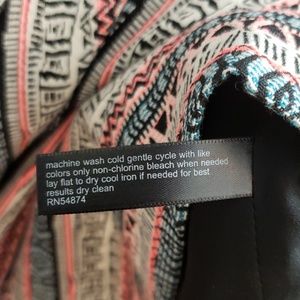 machine wash cold gentle cycle with like
colors only non-chlorine bleach when needed
lay flat to dry cool iron if needed for best
results dry clean
RN54874